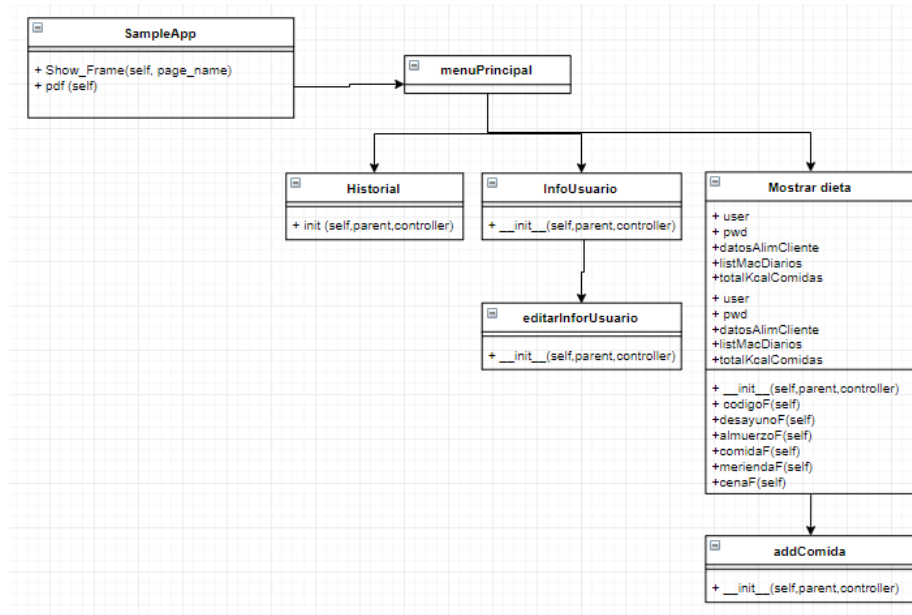 SampleApp
+ Show_Frame(self, page_name)
+ pdf (self)
menuPrincipal
Historial
+ init (self,parent,controller)
InfoUsuario
+ __init__(self,parent,controller)
editarInforUsuario
+ __init__(self,parent,controller)
Mostrar dieta
+ user
+ pwd
+datosAlimCliente
+listMacDiarios
+totalKcalComidas
+ user
+ pwd
+datosAlimCliente
+listMacDiarios
+totalKcalComidas
+ __init__(self,parent,controller)
+ codigoF(self)
+desayunoF(self)
+almuerzoF(self)
+comidaF(self)
+meriendaF(self)
+cenaF(self)
addComida
+ __init__(self,parent,controller)